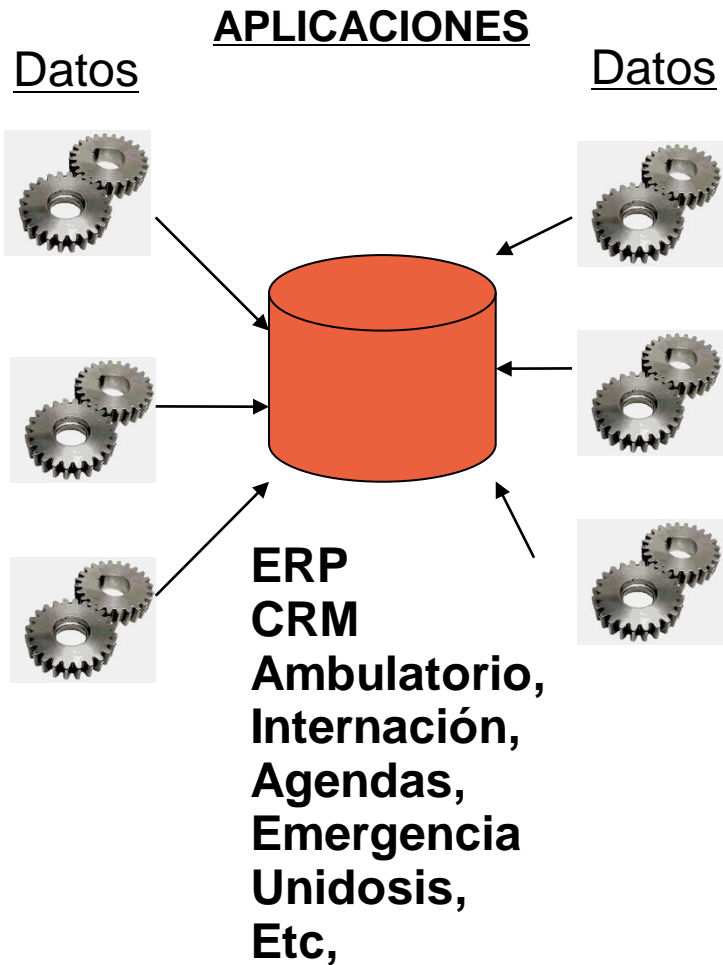 APLICACIONES
Datos
Datos
ERP
CRM
Ambulatorio,
Internación,
Agendas,
Emergencia
Unidosis,
Etc,